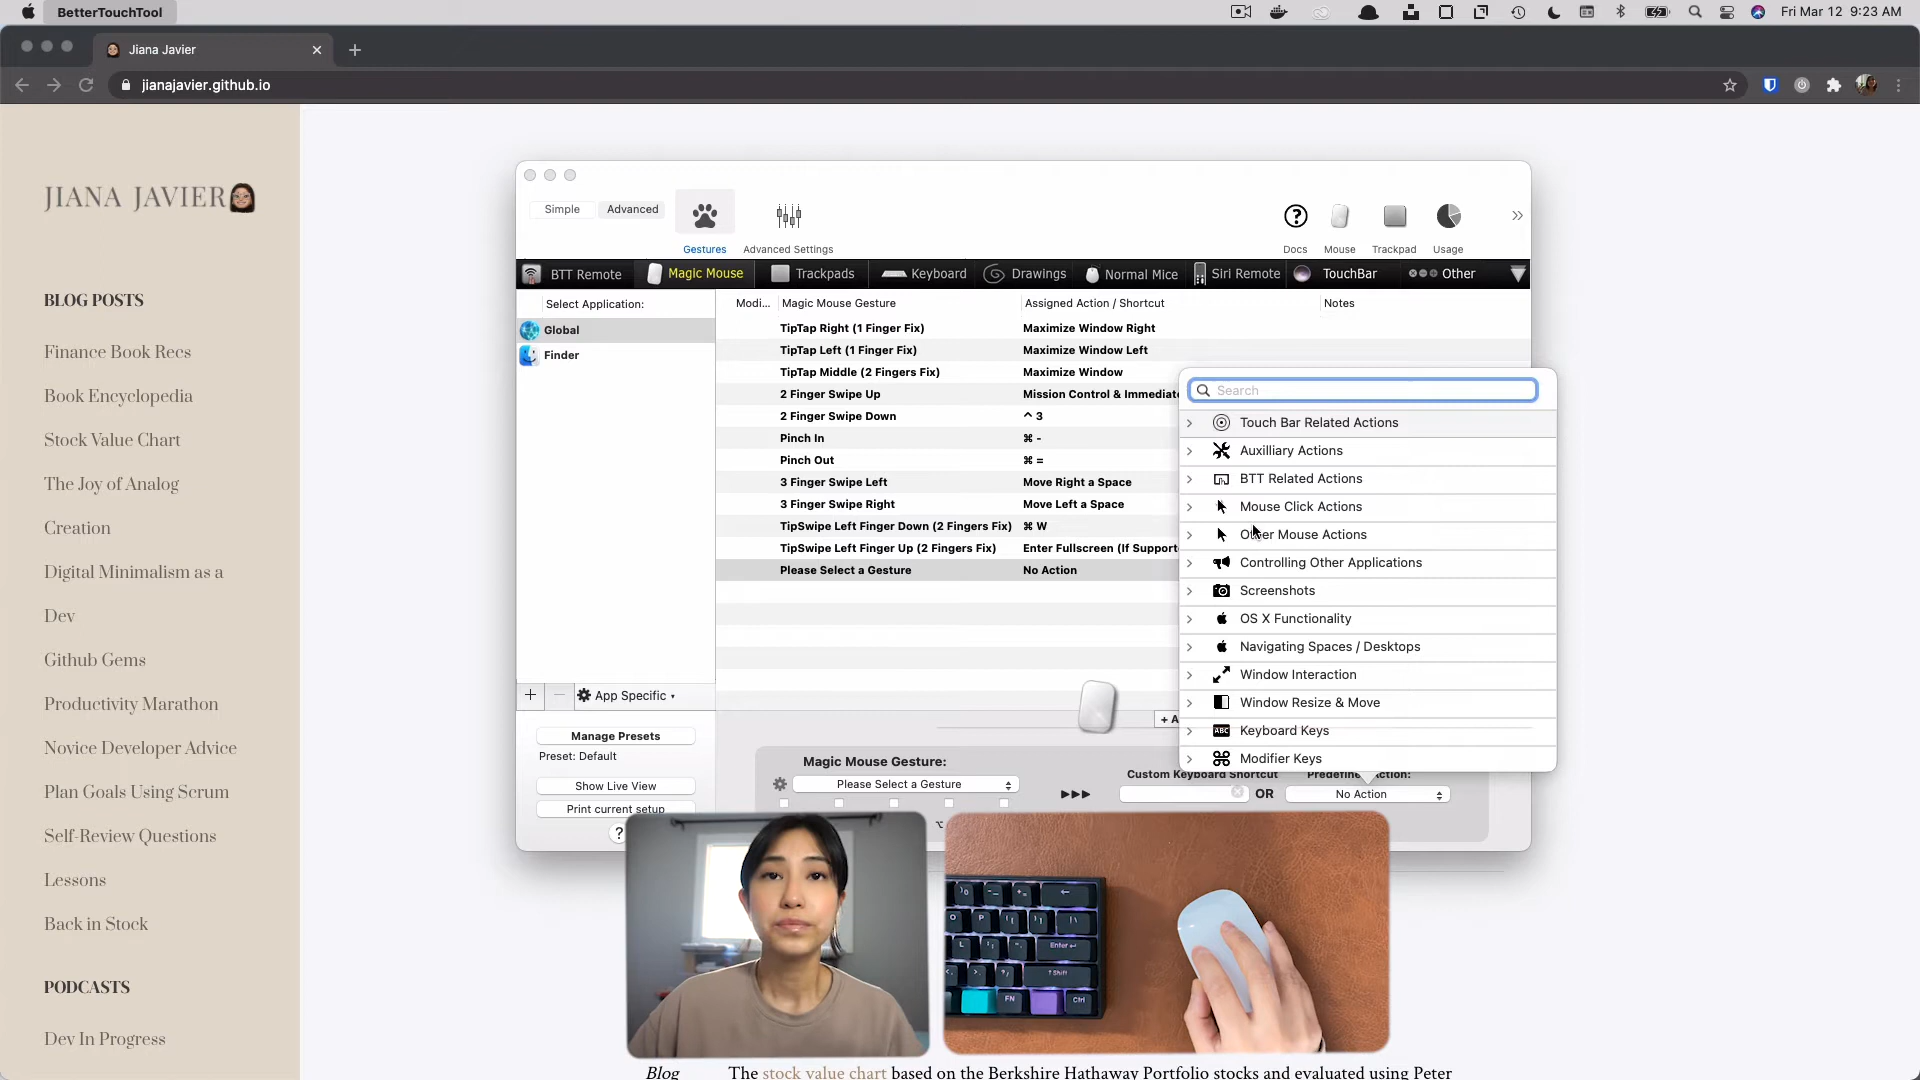 BetterTouchTool
Fri Mar 12 9:23 AM
Jiana Javier
jianajavier.github.io
JIANA JAVIER
BLOG POSTS
Finance Book Recs
Book Encyclopedia
Stock Value Chart
The Joy of Analog
Creation
Digital Minimalism as a
Dev
Github Gems
Productivity Marathon
Novice Developer Advice
Plan Goals Using Scrum
Self-Review Questions
Lessons
Back in Stock
PODCASTS
Dev In Progress
Simple Advanced
Gestures Advanced Settings
Docs Mouse Trackpad Usage
BTT Remote Magic Mouse Trackpads Keyboard Drawings Normal Mice Siri Remote TouchBar Other
Select Application:
Global
Finder
Modi... Magic Mouse Gesture Assigned Action / Shortcut Notes
TipTap Right (1 Finger Fix) Maximize Window Right
TipTap Left (1 Finger Fix) Maximize Window Left
TipTap Middle (2 Fingers Fix) Maximize Window
2 Finger Swipe Up Mission Control & Immediate
2 Finger Swipe Down ^ 3
Pinch In ⌘ -
Pinch Out ⌘ =
3 Finger Swipe Left Move Right a Space
3 Finger Swipe Right Move Left a Space
TipSwipe Left Finger Down (2 Fingers Fix) ⌘ W
TipSwipe Left Finger Up (2 Fingers Fix) Enter Fullscreen (If Support
Please Select a Gesture No Action
Search
Touch Bar Related Actions
Auxilliary Actions
BTT Related Actions
Mouse Click Actions
Other Mouse Actions
Controlling Other Applications
Screenshots
OS X Functionality
Navigating Spaces / Desktops
Window Interaction
Window Resize & Move
ABC Keyboard Keys
Modifier Keys
+ − App Specific
+ A
Manage Presets
Preset: Default
Show Live View
Print current setup
?
Magic Mouse Gesture:
Please Select a Gesture
Custom Keyboard Shortcut
OR
No Action
⌥
O P
L Enter
Shift
FN Ctrl
Blog The stock value chart based on the Berkshire Hathaway Portfolio stocks and evaluated using Peter